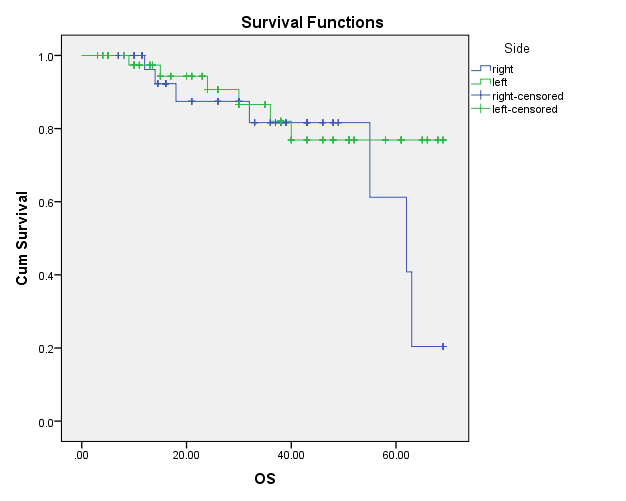 Survival Functions
Side
right
left
right-censored
left-censored
1.0
0.8
0.6
0.4
0.2
0.0
Cum Survival
.00 20.00 40.00 60.00
OS